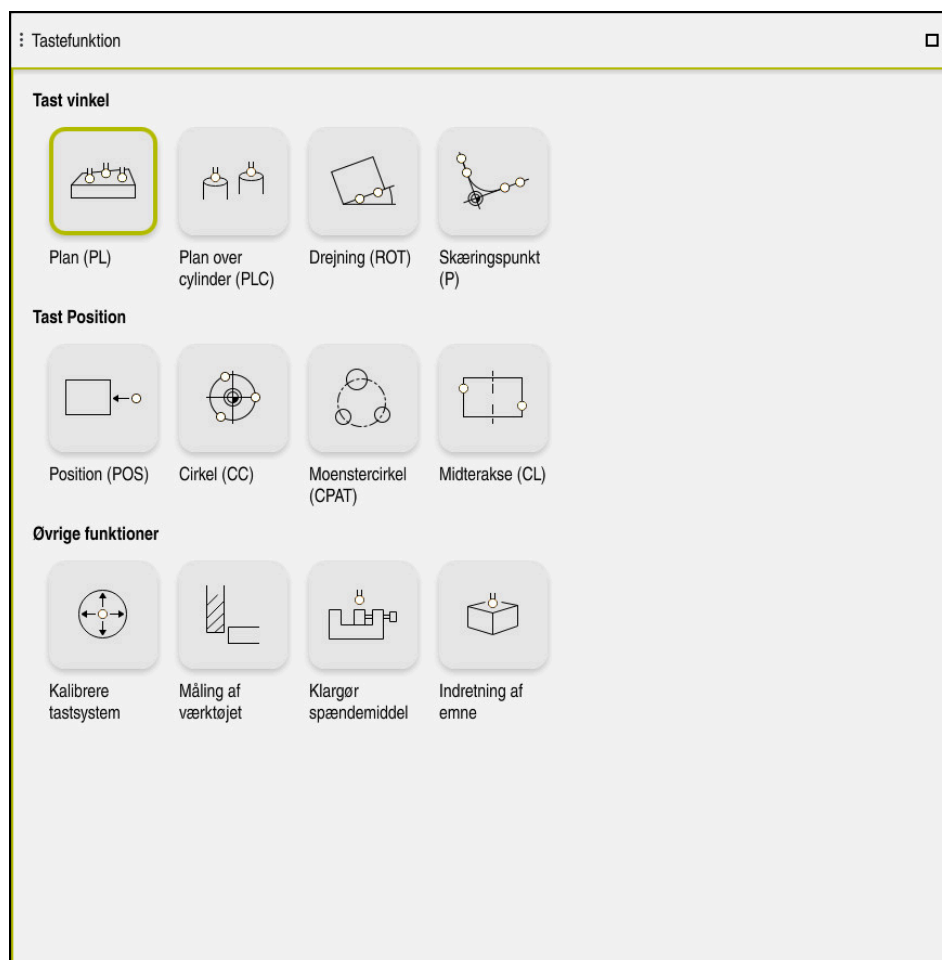 Tastefunktion
Tast vinkel
Plan (PL)
Plan over
cylinder (PLC)
Drejning (ROT)
Skæringspunkt
(P)
Tast Position
Position (POS)
Cirkel (CC)
Moenstercirkel
(CPAT)
Midterakse (CL)
Øvrige funktioner
Kalibrere
tastsystem
Måling af
værktøjet
Klargør
spændemiddel
Indretning af
emne